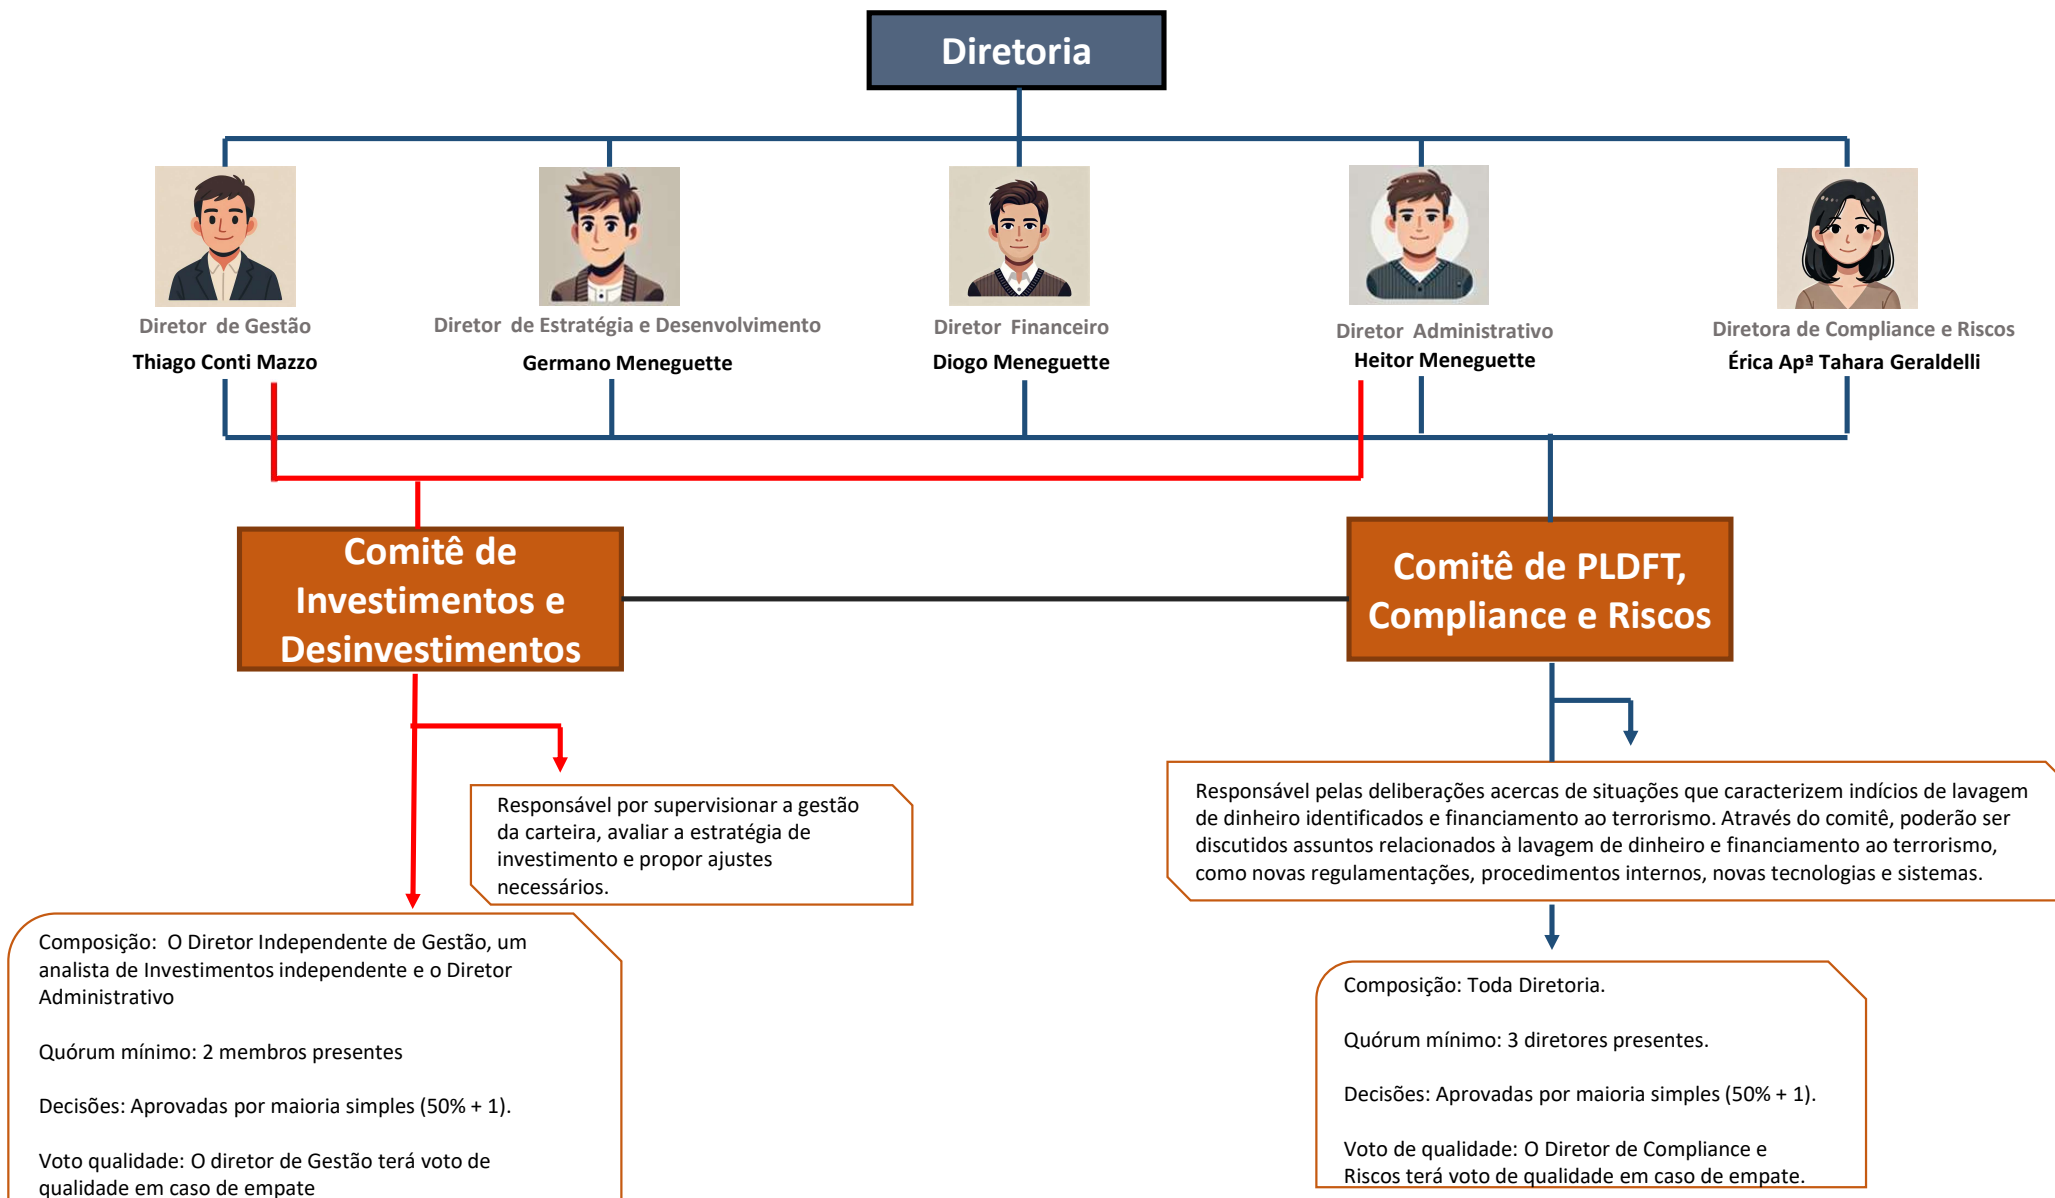 Diretoria
Diretor de Gestão
Thiago Conti Mazzo
Diretor de Estratégia e Desenvolvimento
Germano Meneguette
Diretor Financeiro
Diogo Meneguette
Diretor Administrativo
Heitor Meneguette
Diretora de Compliance e Riscos
Érica Apª Tahara Geraldelli
Comitê de
Investimentos e
Desinvestimentos
Comitê de PLDFT,
Compliance e Riscos
Responsável por supervisionar a gestão
da carteira, avaliar a estratégia de
investimento e propor ajustes
necessários.
Responsável pelas deliberações acercas de situações que caracterizem indícios de lavagem
de dinheiro identificados e financiamento ao terrorismo. Através do comitê, poderão ser
discutidos assuntos relacionados à lavagem de dinheiro e financiamento ao terrorismo,
como novas regulamentações, procedimentos internos, novas tecnologias e sistemas.
Composição: O Diretor Independente de Gestão, um
analista de Investimentos independente e o Diretor
Administrativo
Quórum mínimo: 2 membros presentes
Decisões: Aprovadas por maioria simples (50% + 1).
Voto qualidade: O diretor de Gestão terá voto de
qualidade em caso de empate
Composição: Toda Diretoria.
Quórum mínimo: 3 diretores presentes.
Decisões: Aprovadas por maioria simples (50% + 1).
Voto de qualidade: O Diretor de Compliance e
Riscos terá voto de qualidade em caso de empate.